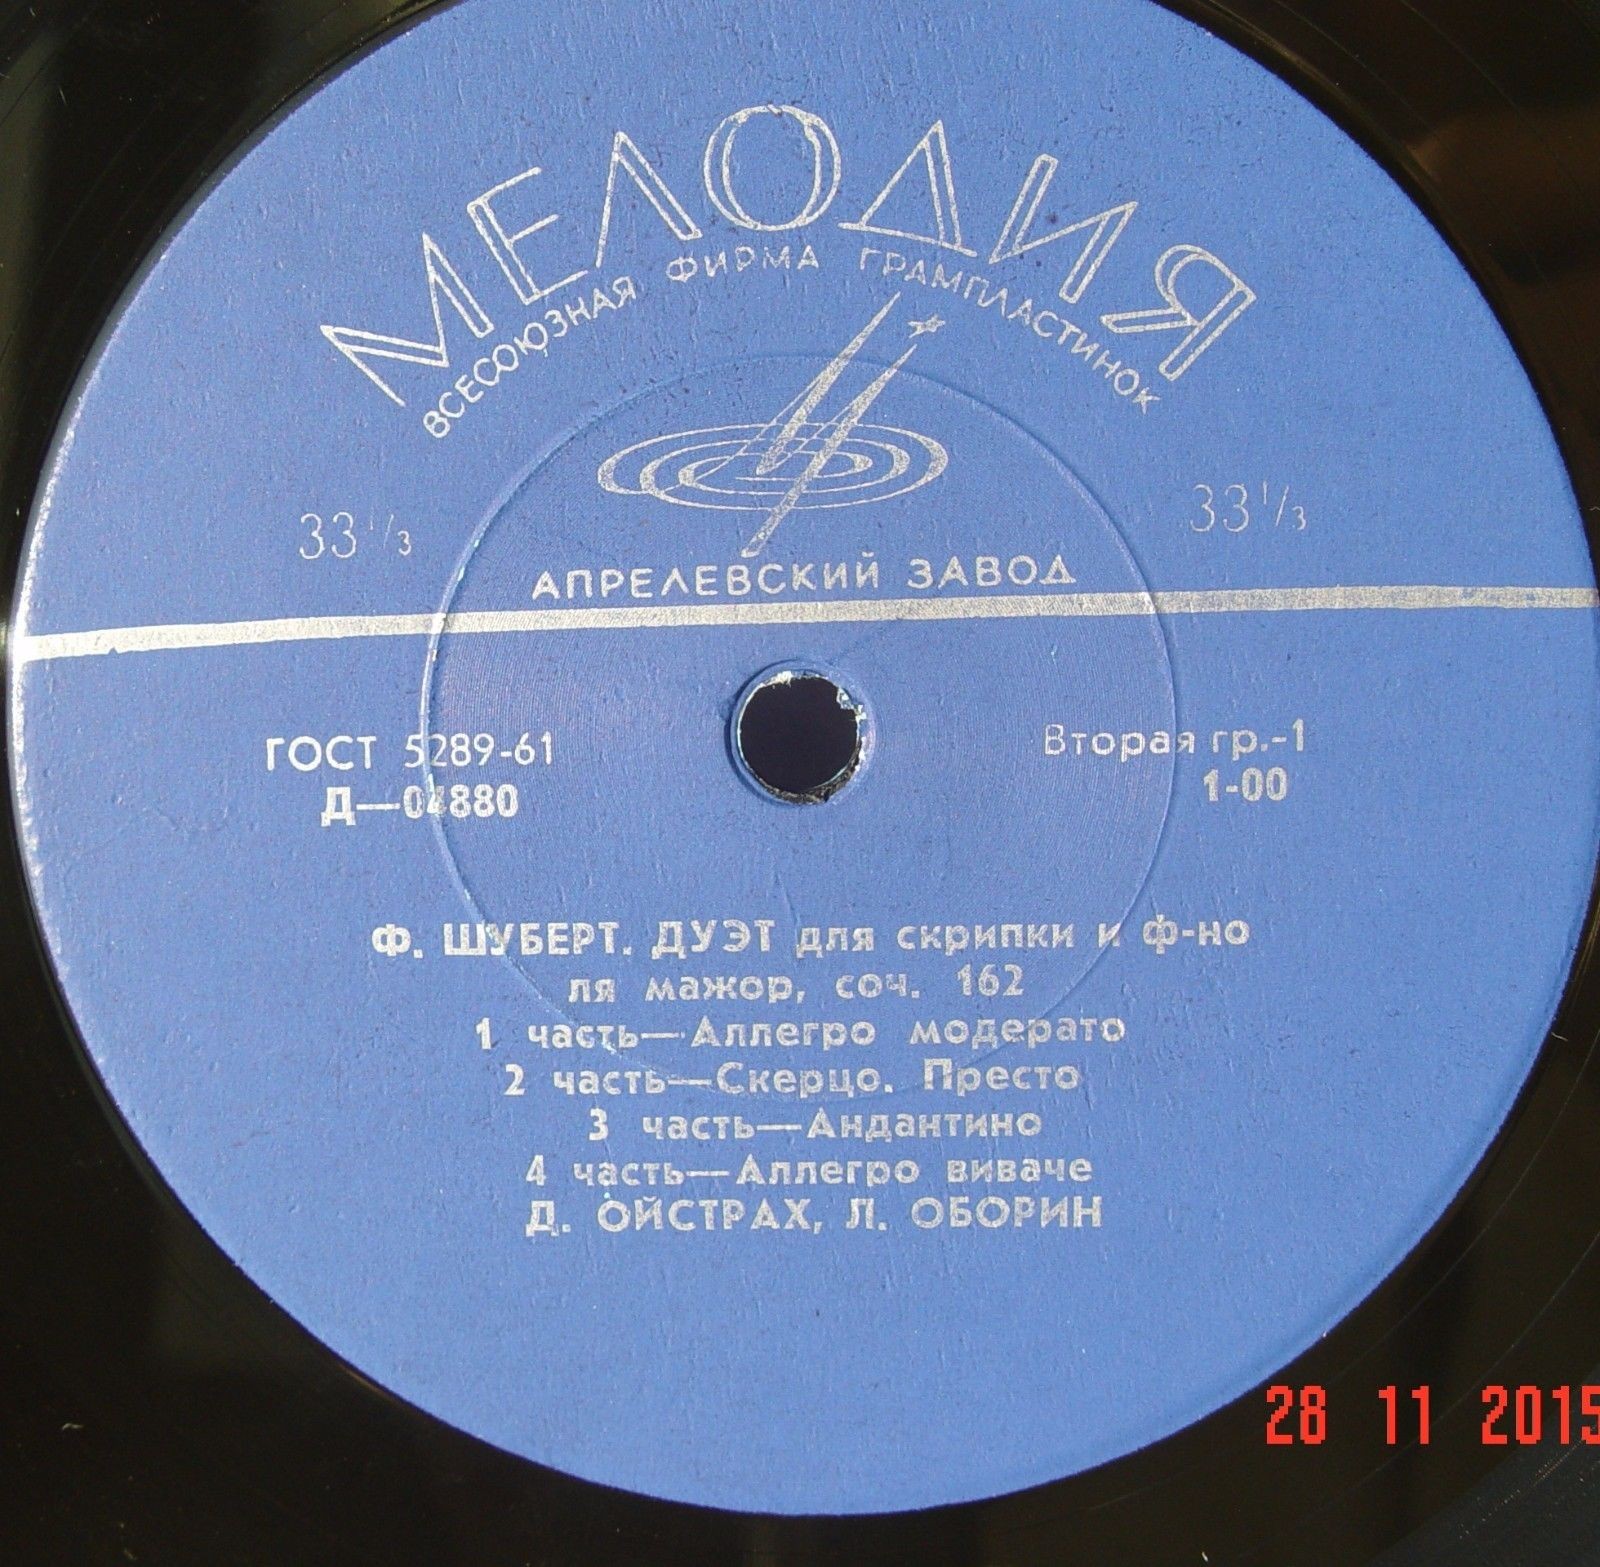 МЕЛОДИЯ
ВСЕСОЮЗНАЯ ФИРМА ГРАМПЛАСТИНОК
33 1/3
33 1/3
АПРЕЛЕВСКИЙ ЗАВОД
ГОСТ 5289-61
Д—04880
Вторая гр.-1
1-00
Ф. ШУБЕРТ. ДУЭТ для скрипки и ф-но
ля мажор, соч. 162
1 часть—Аллегро модерато
2 часть—Скерцо. Престо
3 часть—Андантино
4 часть—Аллегро виваче
Д. ОЙСТРАХ, Л. ОБОРИН
28 11 2015